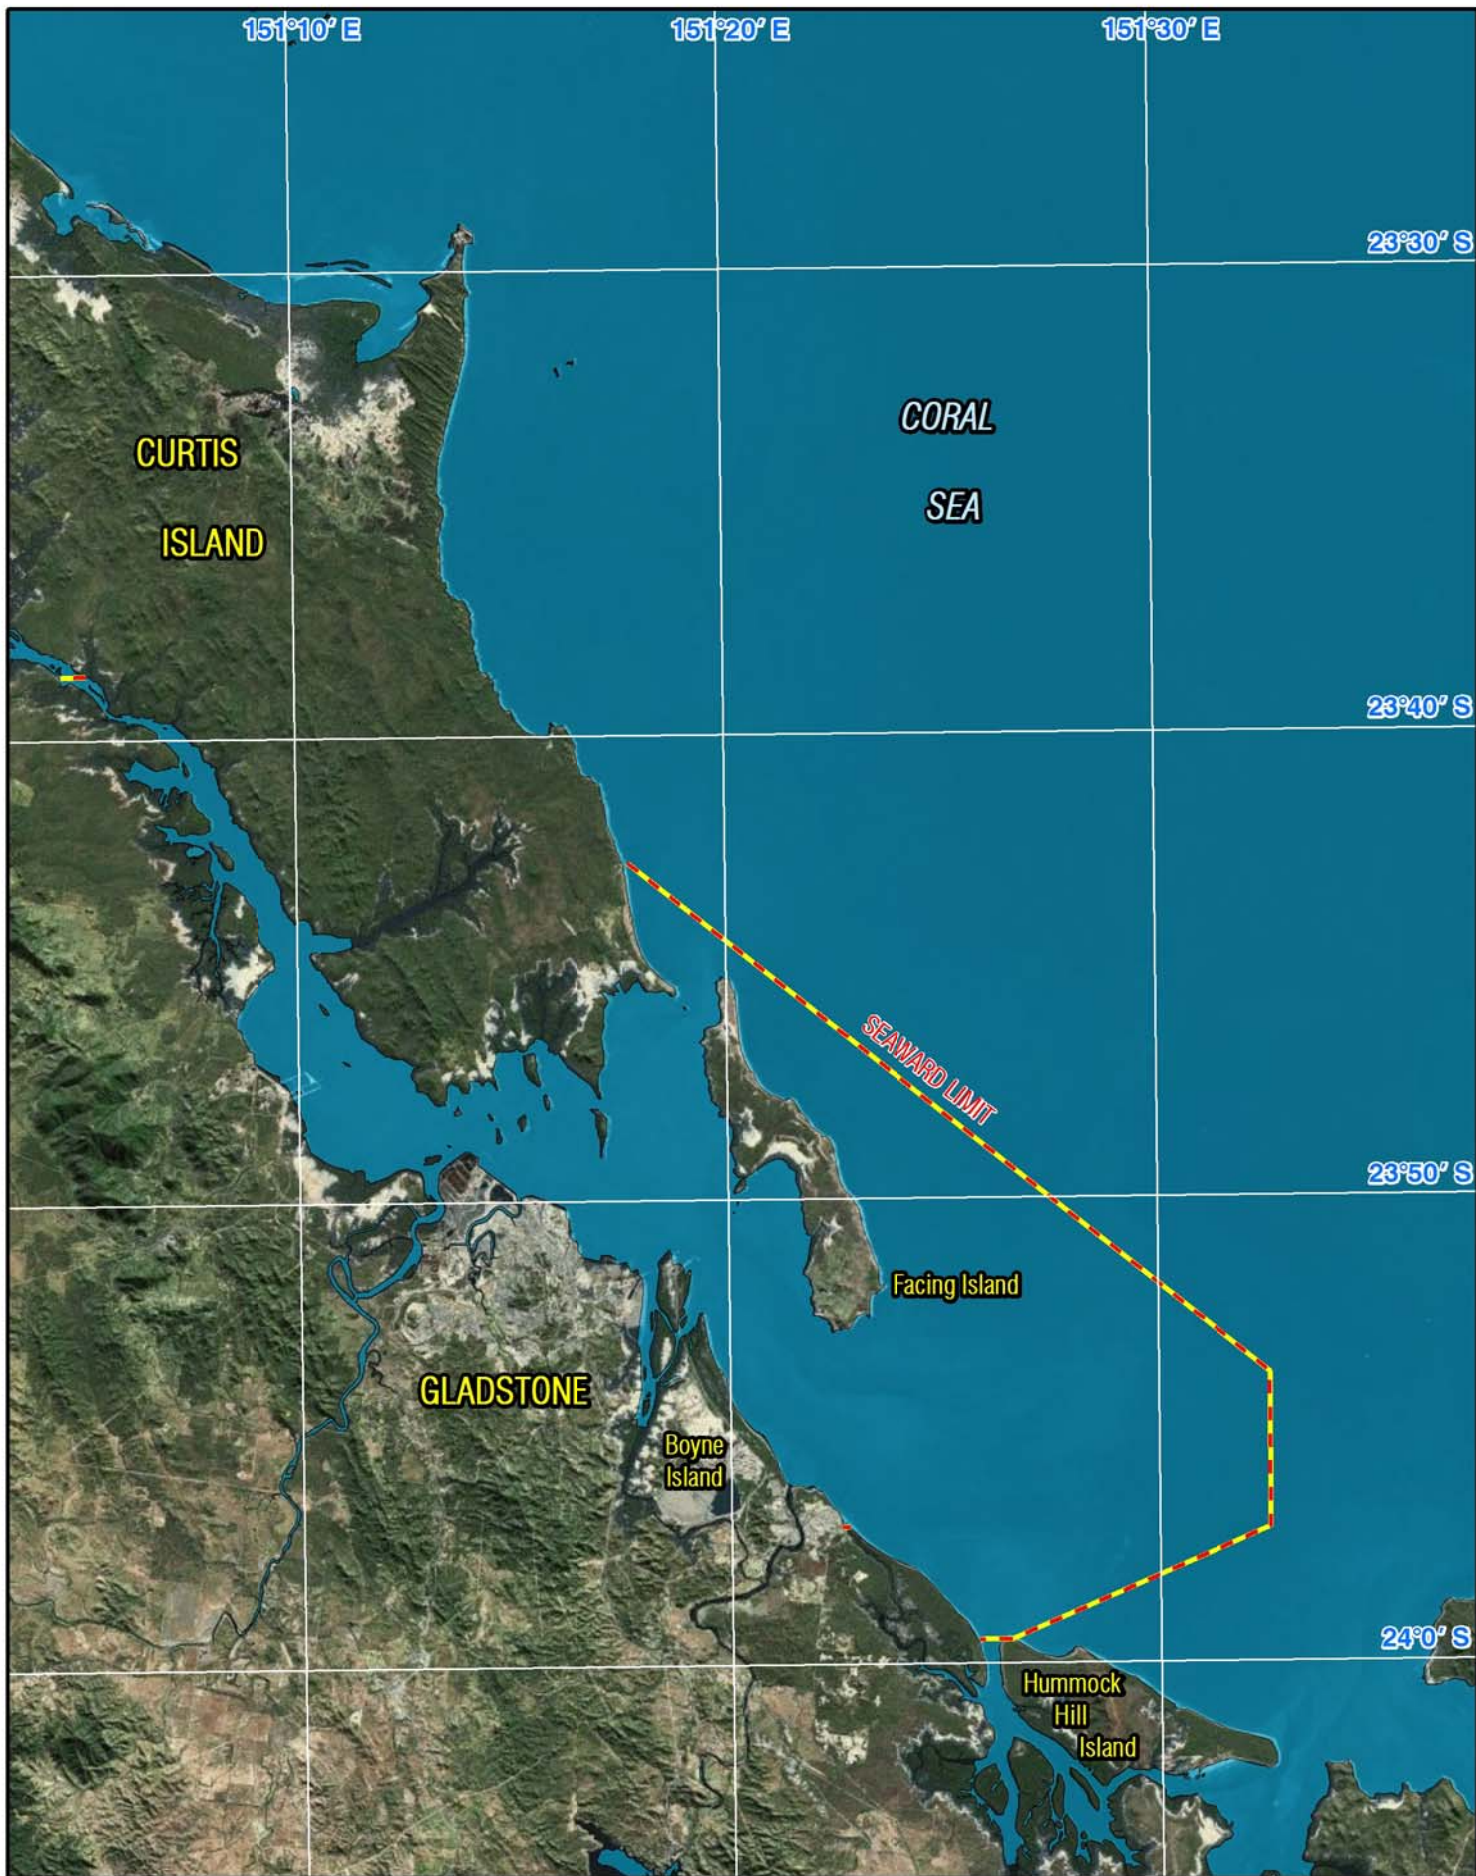 151°10′ E
151°20′ E
151°30′ E
23°30′ S
CORAL
SEA
CURTIS
ISLAND
23°40′ S
SEAWARD LIMIT
23°50′ S
Facing Island
GLADSTONE
Boyne
Island
24°0′ S
Hummock
Hill
Island